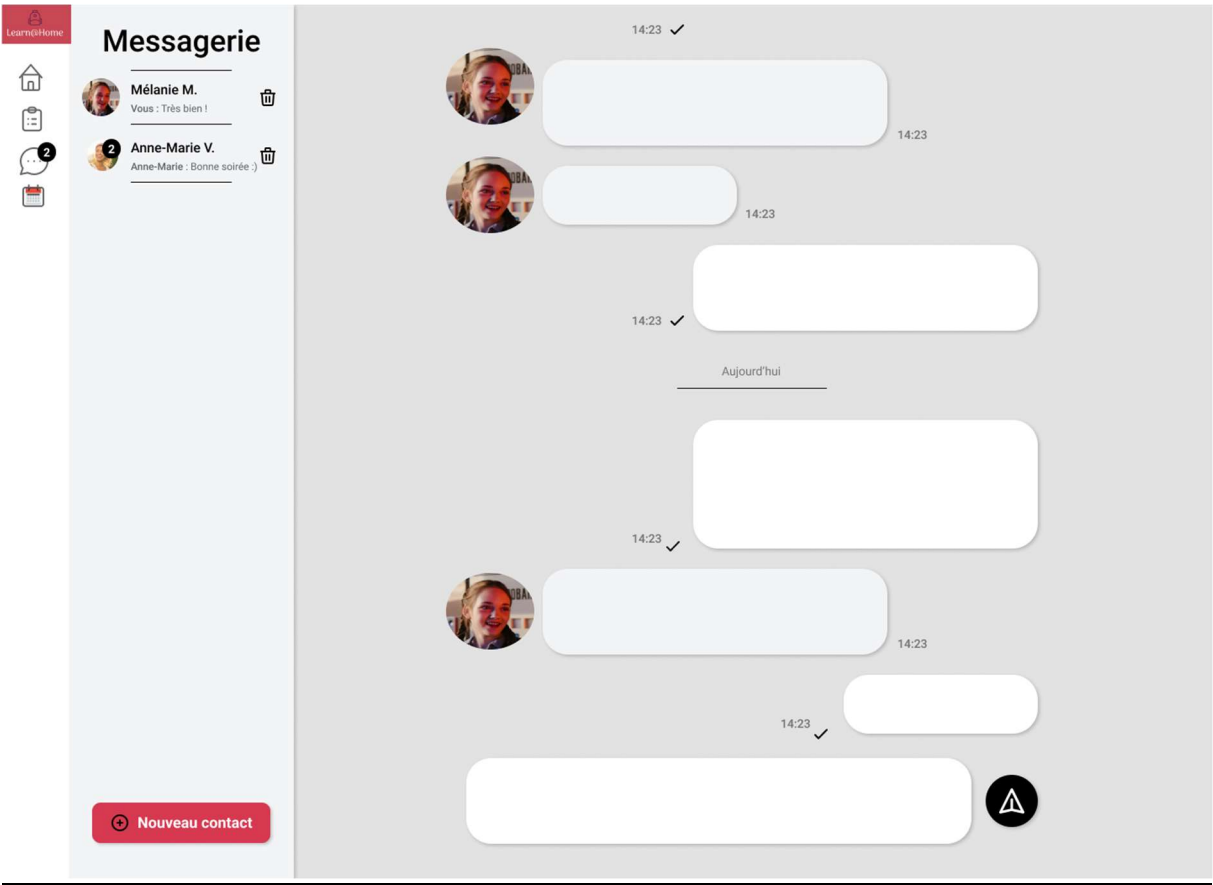 Learn@Home
2
Messagerie
Mélanie M.
Vous : Très bien !
2
Anne-Marie V.
Anne-Marie : Bonne soirée :)
Nouveau contact
14:23
14:23
14:23
14:23
Aujourd'hui
14:23
14:23
14:23